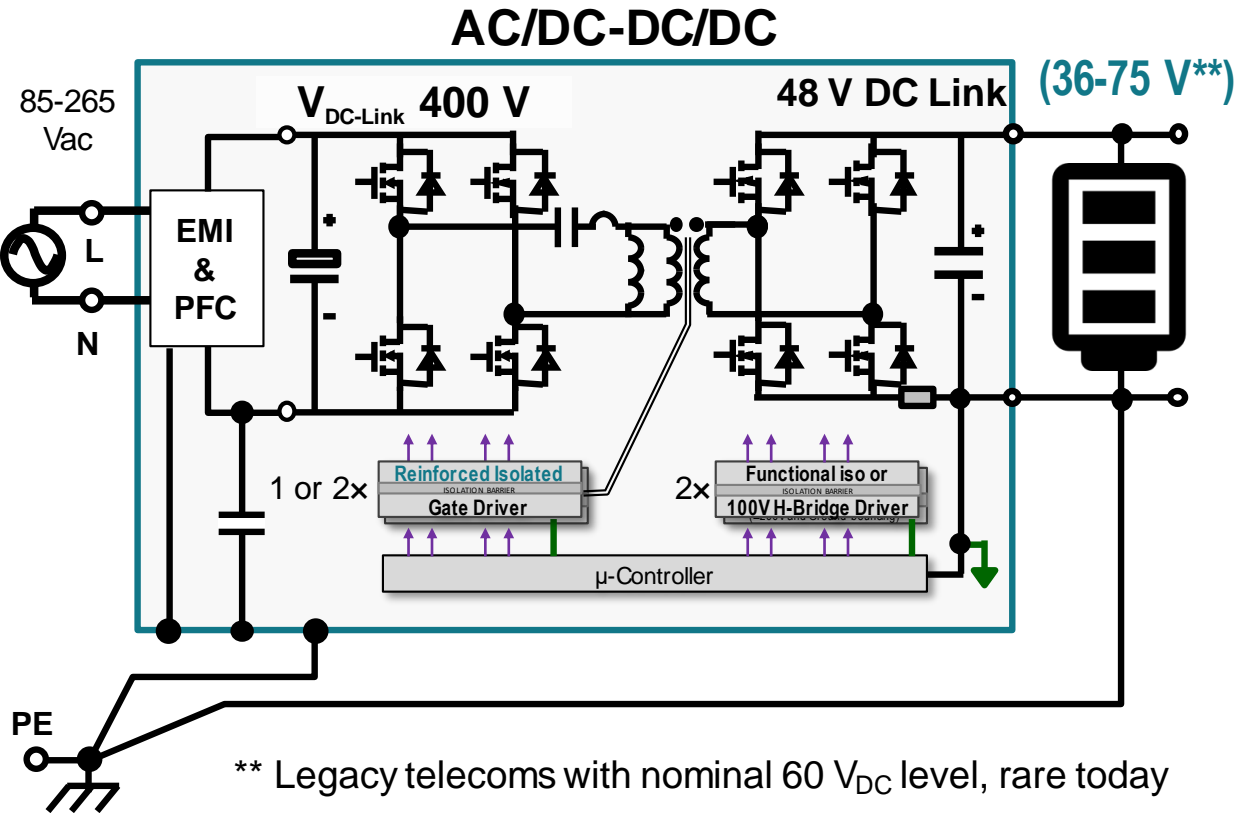 AC/DC-DC/DC
(36-75 V**)
85-265
Vac
V_DC-Link 400 V
48 V DC Link
L
N
EMI
&
PFC
+
-
+
-
1 or 2×
Reinforced Isolated
ISOLATION BARRIER
Gate Driver
2×
Functional iso or
ISOLATION BARRIER
100V H-Bridge Driver
µ-Controller
PE
** Legacy telecoms with nominal 60 V_DC level, rare today